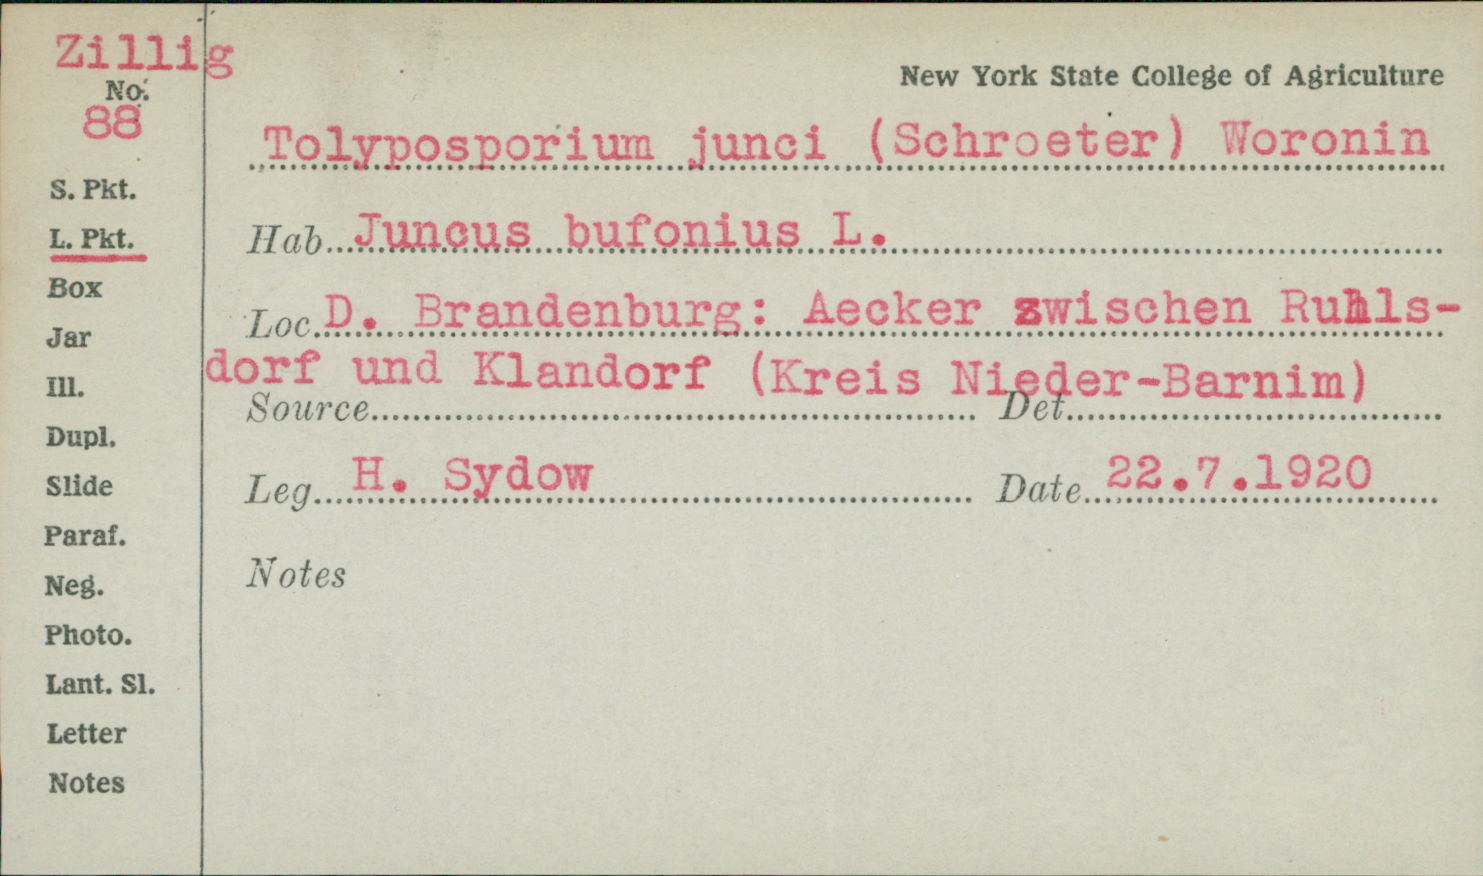 Zillig
No.
88
New York State College of Agriculture
Tolyposporium junci (Schroeter) Woronin
S. Pkt.
L. Pkt.
Hab. Juncus bufonius L.
Box
Loc. D. Brandenburg: Aecker zwischen Ruhls-
Jar
dorf und Klandorf (Kreis Nieder-Barnim)
Ill.
Source Det.
Dupl.
Slide
Leg. H. Sydow Date 22.7.1920
Paraf.
Neg.
Notes
Photo.
Lant. Sl.
Letter
Notes